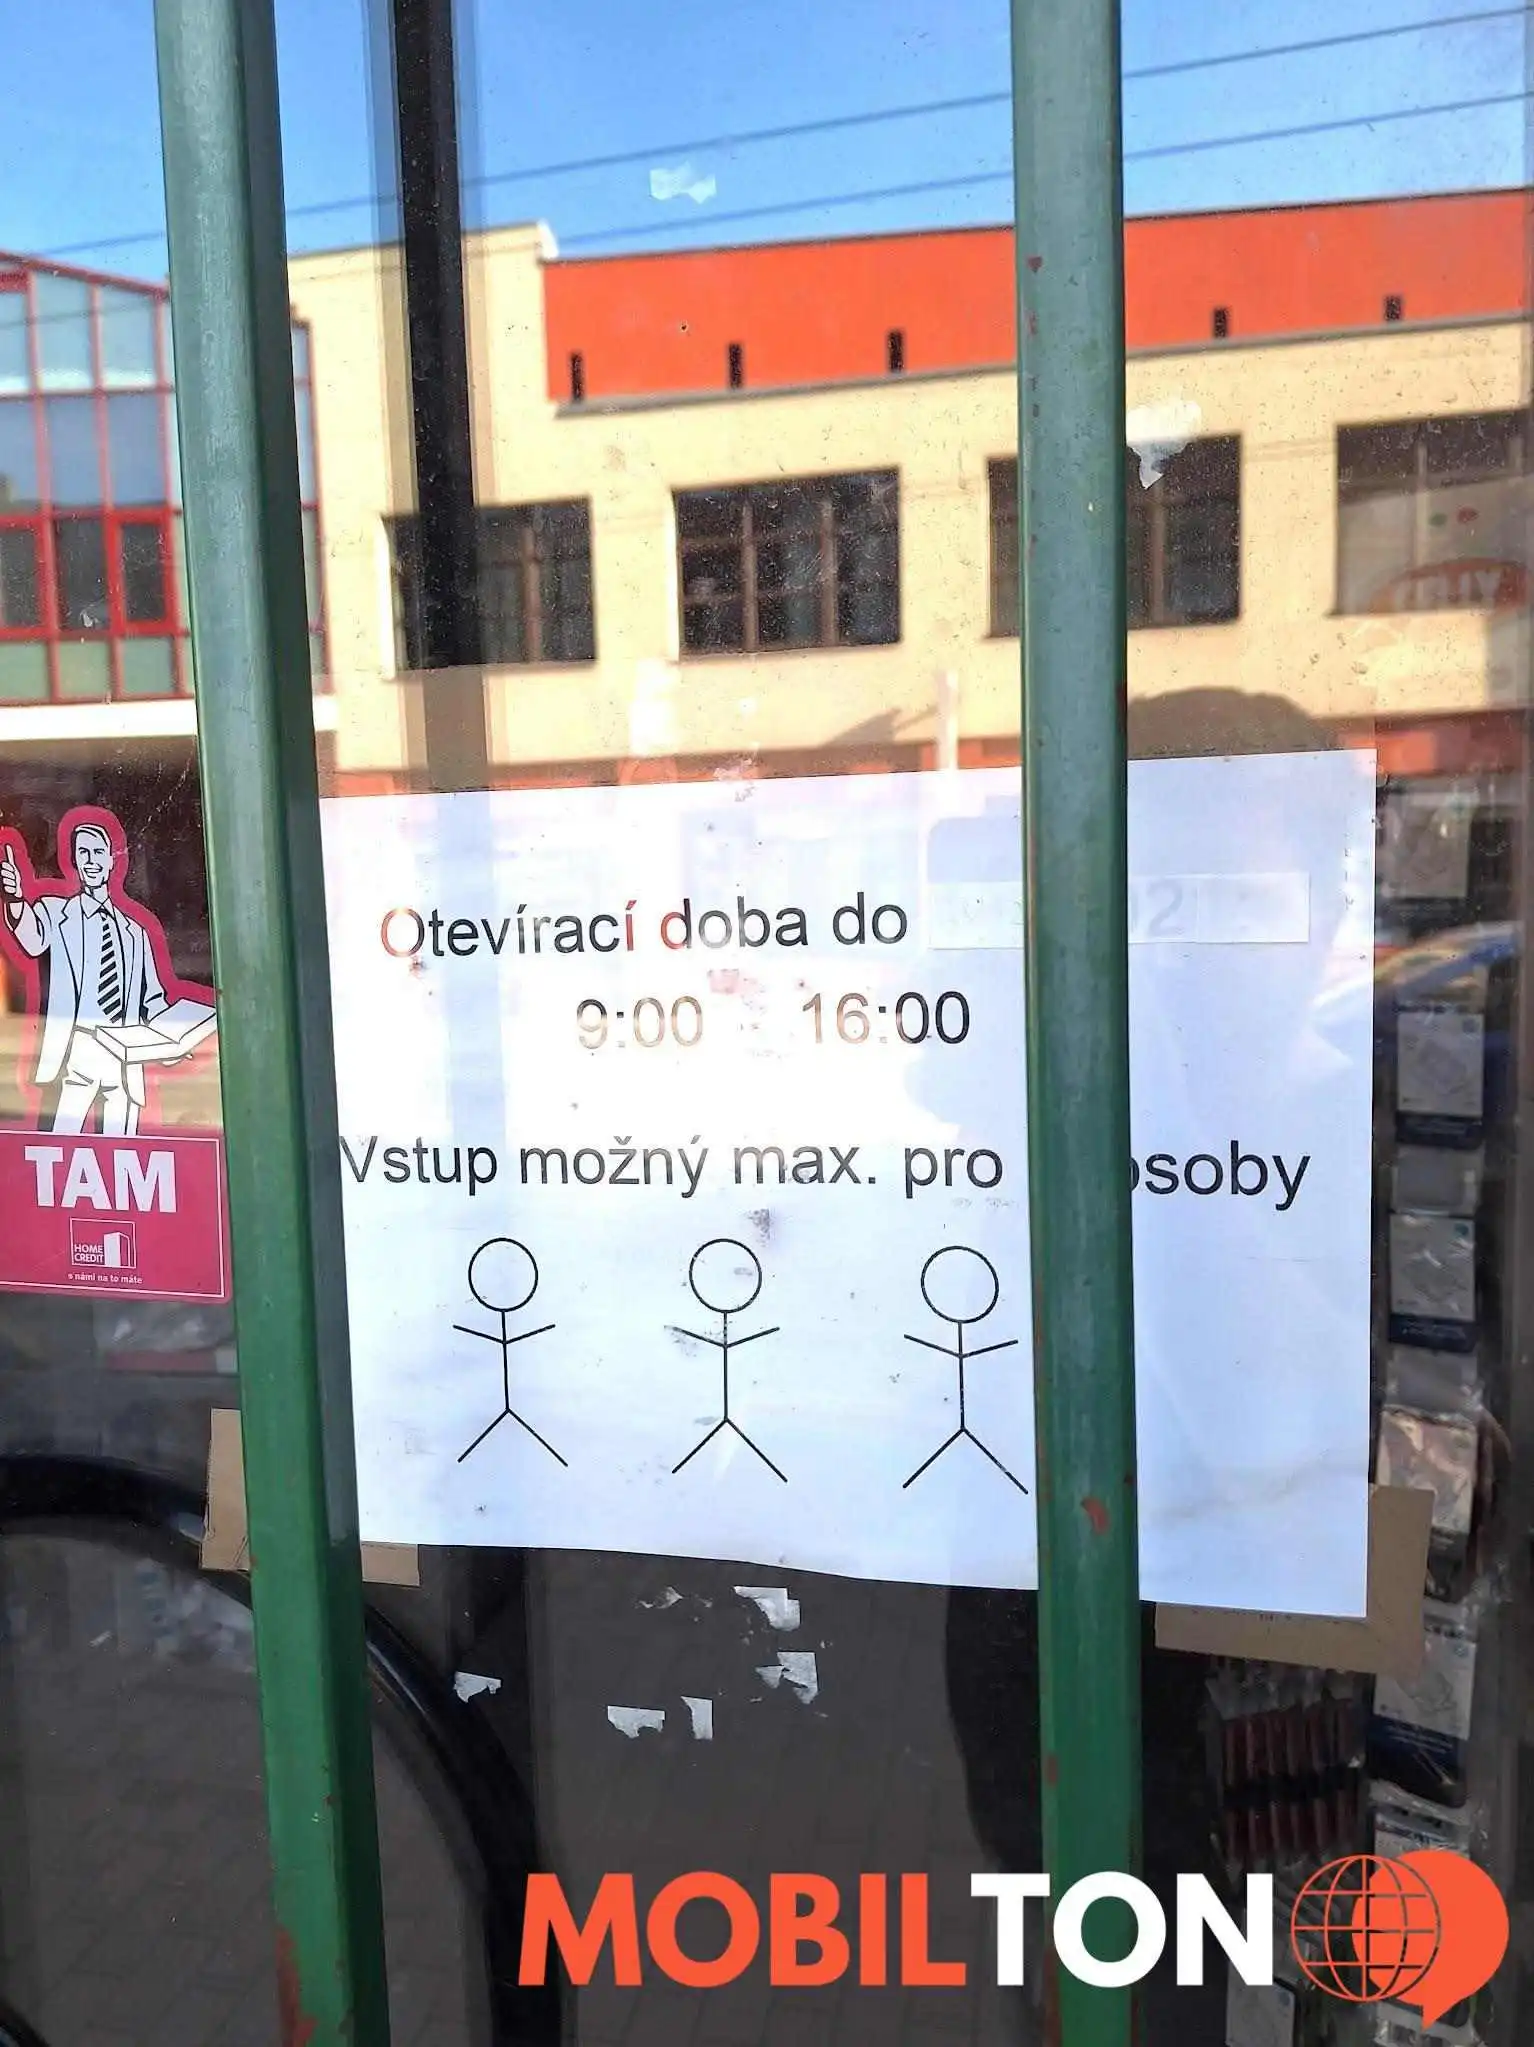 Otevírací doba do
9:00 16:00
Vstup možný max. pro osoby
TAM
HOME
CREDIT
s námi na to máte
MOBILTON